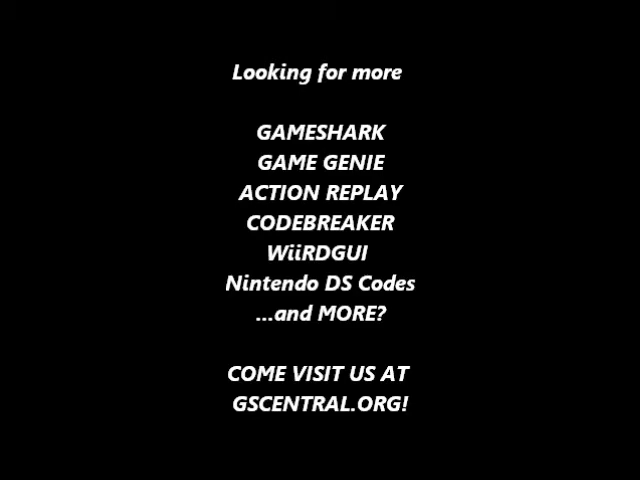 Looking for more
GAMESHARK
GAME GENIE
ACTION REPLAY
CODEBREAKER
WiiRDGUI
Nintendo DS Codes
...and MORE?
COME VISIT US AT
GSCENTRAL.ORG!